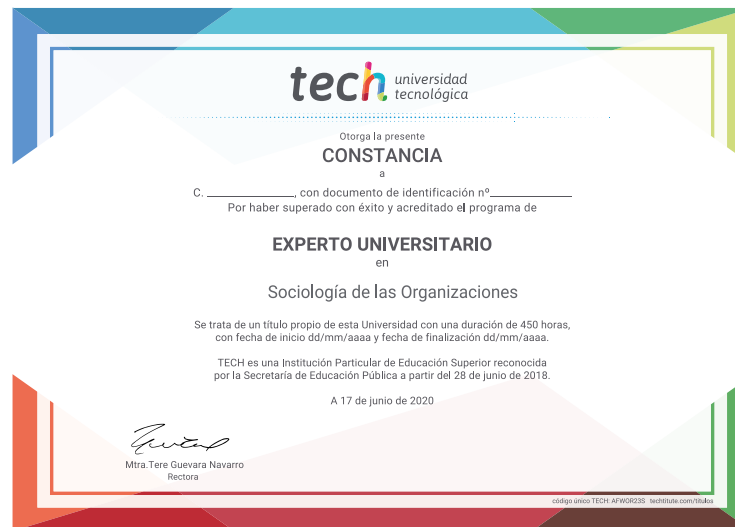 tech universidad
tecnológica
Otorga la presente
CONSTANCIA
a
C. ________________, con documento de identificación nº_______________
Por haber superado con éxito y acreditado el programa de
EXPERTO UNIVERSITARIO
en
Sociología de las Organizaciones
Se trata de un título propio de esta Universidad con una duración de 450 horas,
con fecha de inicio dd/mm/aaaa y fecha de finalización dd/mm/aaaa.
TECH es una Institución Particular de Educación Superior reconocida
por la Secretaría de Educación Pública a partir del 28 de junio de 2018.
A 17 de junio de 2020
Mtra.Tere Guevara Navarro
Rectora
código único TECH: AFWOR23S techtitute.com/titulos